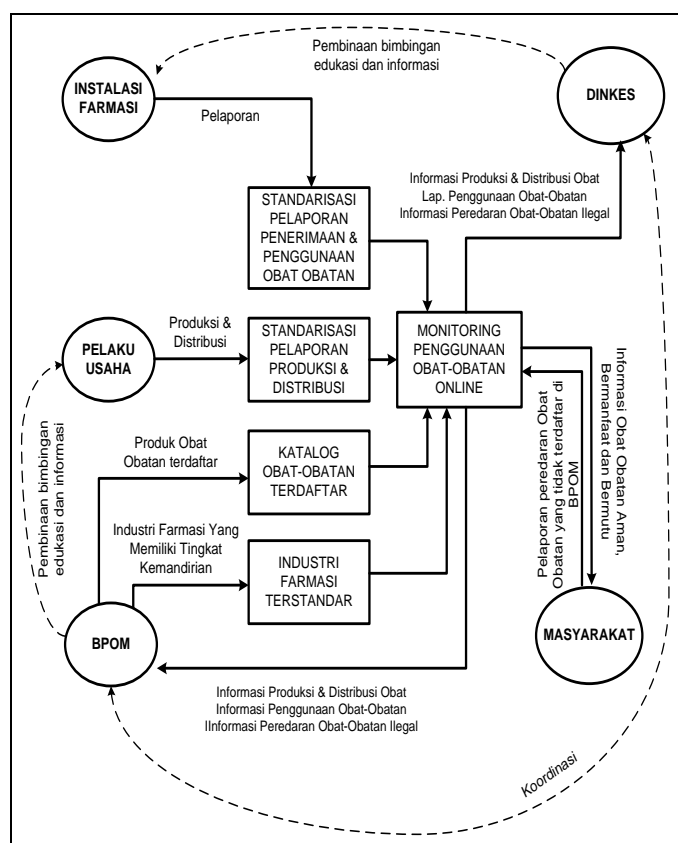 Pembinaan bimbingan
edukasi dan informasi
INSTALASI
FARMASI
DINKES
Pelaporan
Informasi Produksi & Distribusi Obat
Lap. Penggunaan Obat-Obatan
Informasi Peredaran Obat-Obatan Ilegal
STANDARISASI
PELAPORAN
PENERIMAAN &
PENGGUNAAN
OBAT OBATAN
Produksi &
Distribusi
PELAKU
USAHA
STANDARISASI
PELAPORAN
PRODUKSI &
DISTRIBUSI
MONITORING
PENGGUNAAN
OBAT-OBATAN
ONLINE
Informasi Obat Obatan Aman,
Bermanfaat dan Bermutu
Pelaporan peredaran Obat
Obatan yang tidak terdaftar di
BPOM
Pembinaan bimbingan
edukasi dan informasi
Produk Obat
Obatan terdaftar
KATALOG
OBAT-OBATAN
TERDAFTAR
Industri Farmasi Yang
Memiliki Tingkat
Kemandirian
INDUSTRI
FARMASI
TERSTANDAR
BPOM
MASYARAKAT
Informasi Produksi & Distribusi Obat
Informasi Penggunaan Obat-Obatan
IInformasi Peredaran Obat-Obatan Ilegal
Koordinasi